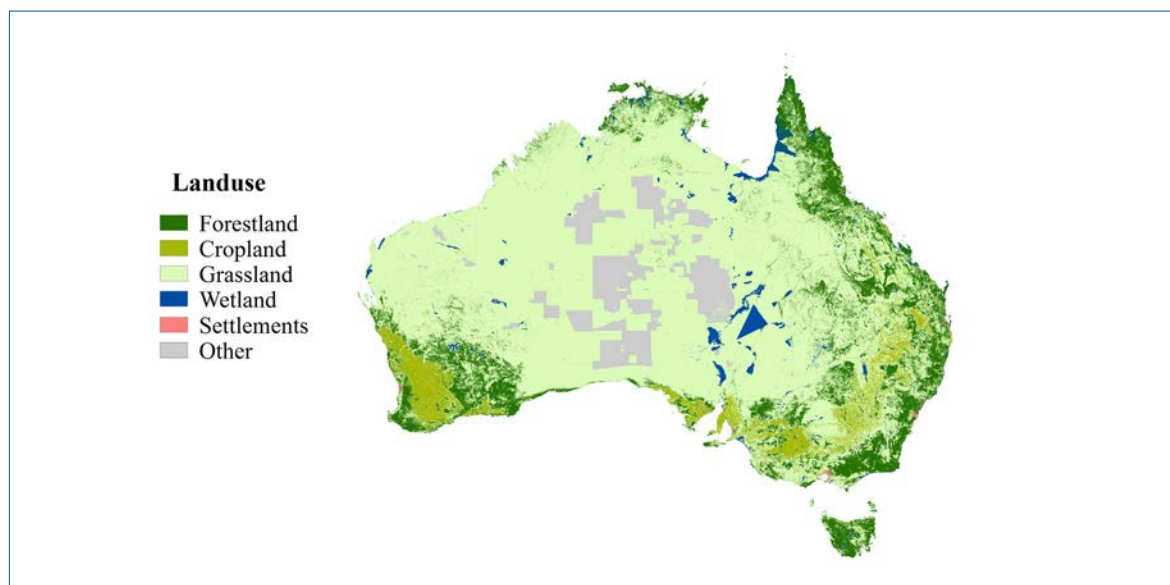 Landuse
Forestland
Cropland
Grassland
Wetland
Settlements
Other